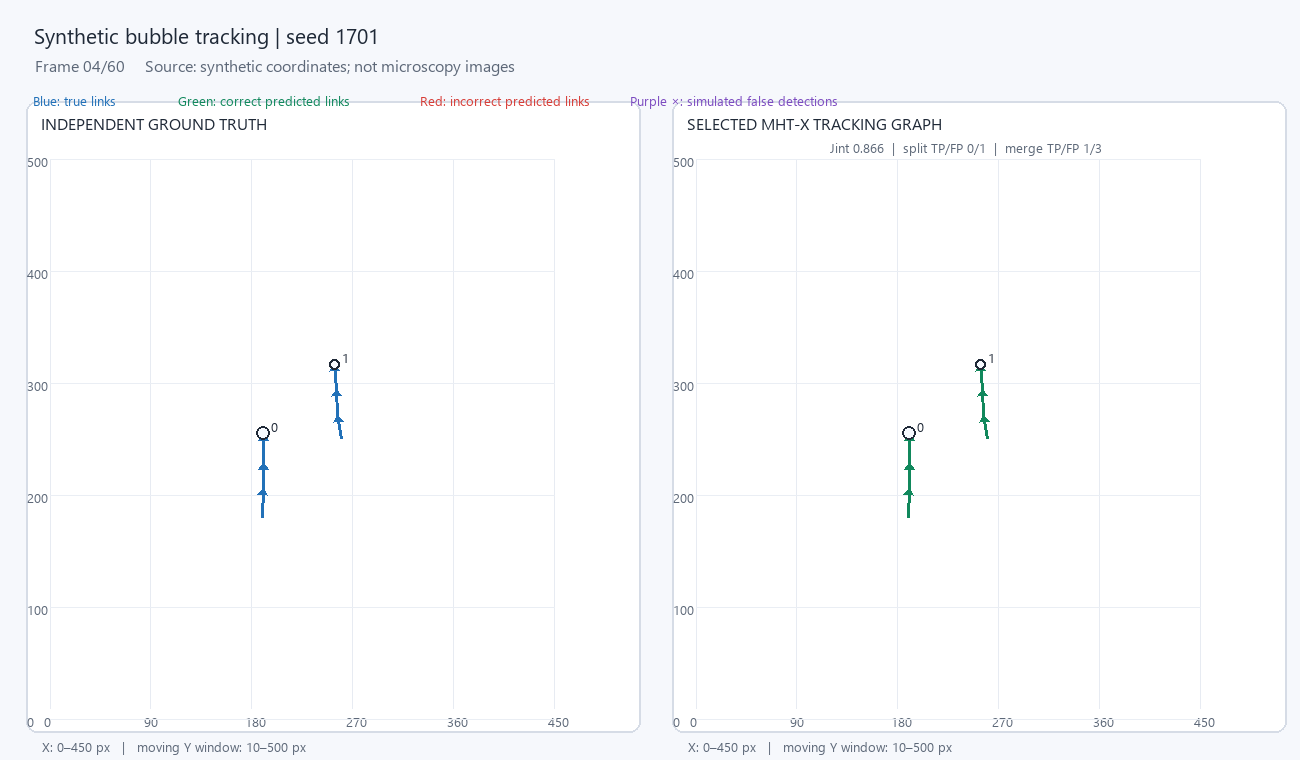 Synthetic bubble tracking | seed 1701
Frame 04/60 Source: synthetic coordinates; not microscopy images
Blue: true links Green: correct predicted links Red: incorrect predicted links Purple ×: simulated false detections
INDEPENDENT GROUND TRUTH
500
400
300
200
100
0 0 90 180 270 360 450
1
0
X: 0–450 px | moving Y window: 10–500 px
SELECTED MHT-X TRACKING GRAPH
Jint 0.866 | split TP/FP 0/1 | merge TP/FP 1/3
500
400
300
200
100
0 0 90 180 270 360 450
1
0
X: 0–450 px | moving Y window: 10–500 px